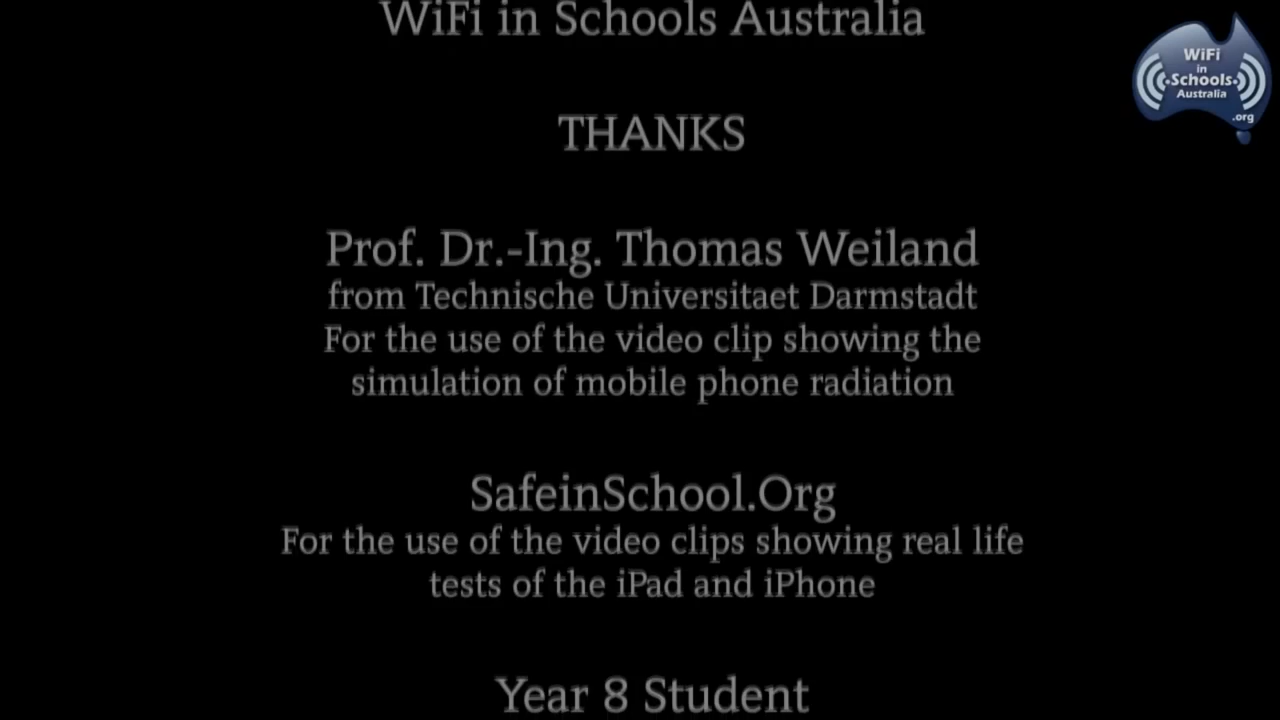 WiFi in Schools Australia
WiFi
in
Schools
Australia
.org
THANKS
Prof. Dr.-Ing. Thomas Weiland
from Technische Universitaet Darmstadt
For the use of the video clip showing the
simulation of mobile phone radiation
SafeinSchool.Org
For the use of the video clips showing real life
tests of the iPad and iPhone
Year 8 Student